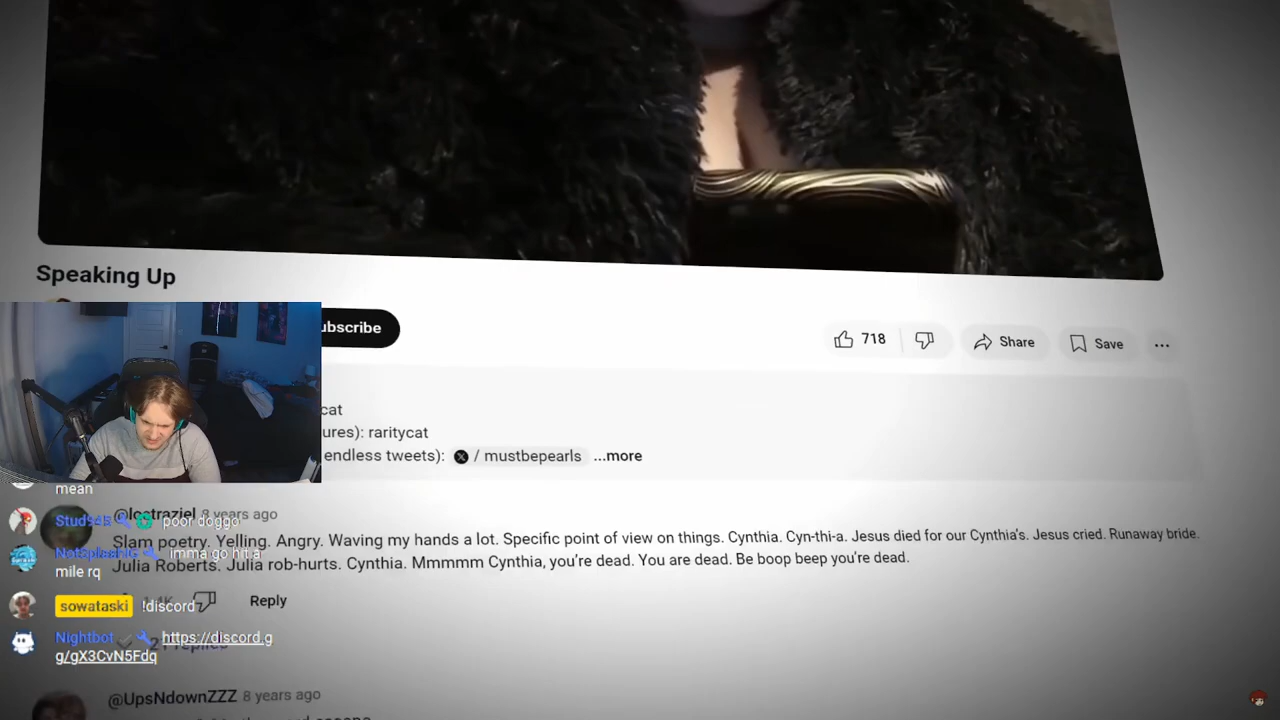 Speaking Up
ubscribe
718
Share
Save
cat
ures): raritycat
endless tweets): / mustbepearls ...more
mean
@lostraziel 8 years ago
Stud94B poor doggo
Slam poetry. Yelling. Angry. Waving my hands a lot. Specific point of view on things. Cynthia. Cyn-thi-a. Jesus died for our Cynthia's. Jesus cried. Runaway bride.
imma go hit a
Julia Roberts. Julia rob-hurts. Cynthia. Mmmmm Cynthia, you're dead. You are dead. Be boop beep you're dead.
mile rq
sowataski !discord
Reply
Nightbot https://discord.g
g/gX3CvN5Fdq
@UpsNdownZZZ 8 years ago